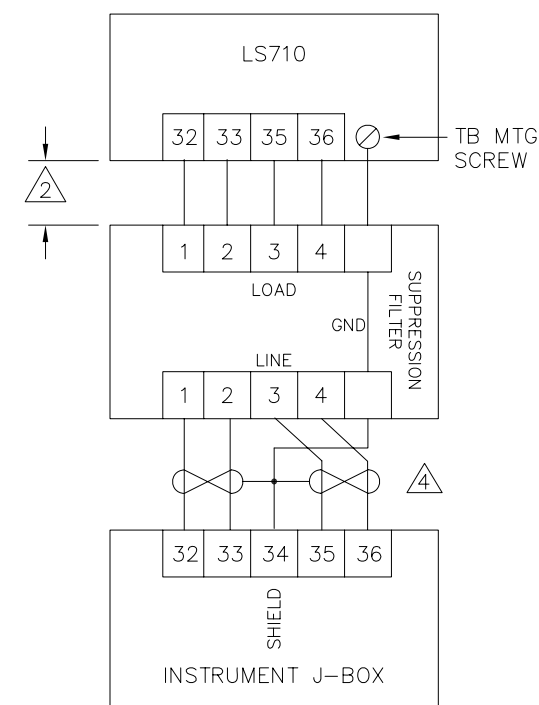 LS710
32 33 35 36
TB MTG
SCREW
2
1 2 3 4
LOAD
SUPPRESSION
FILTER
GND
LINE
1 2 3 4
4
32 33 34 35 36
SHIELD
INSTRUMENT J-BOX